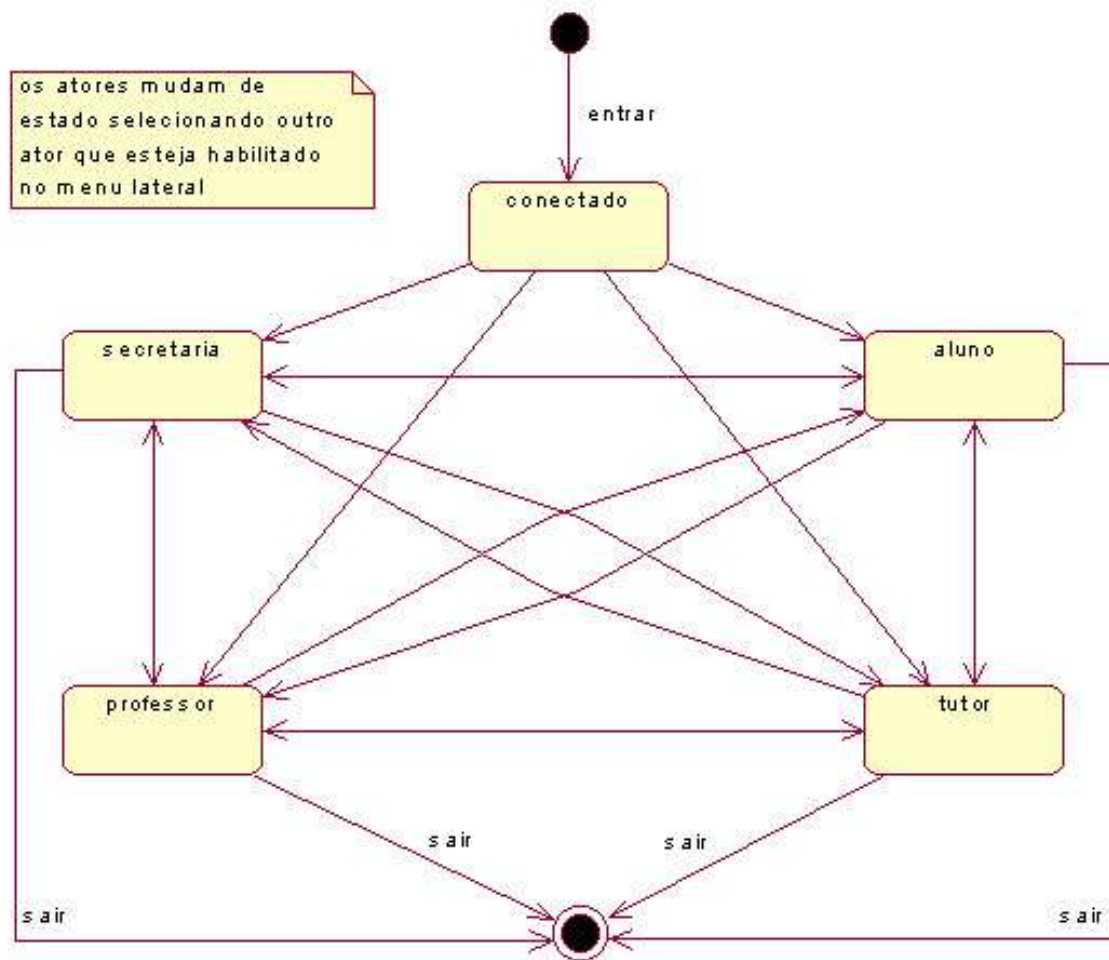 os atores mudam de
estado selecionando outro
ator que esteja habilitado
no menu lateral
entrar
conectado
secretaria
aluno
professor
tutor
sair
sair
sair
sair